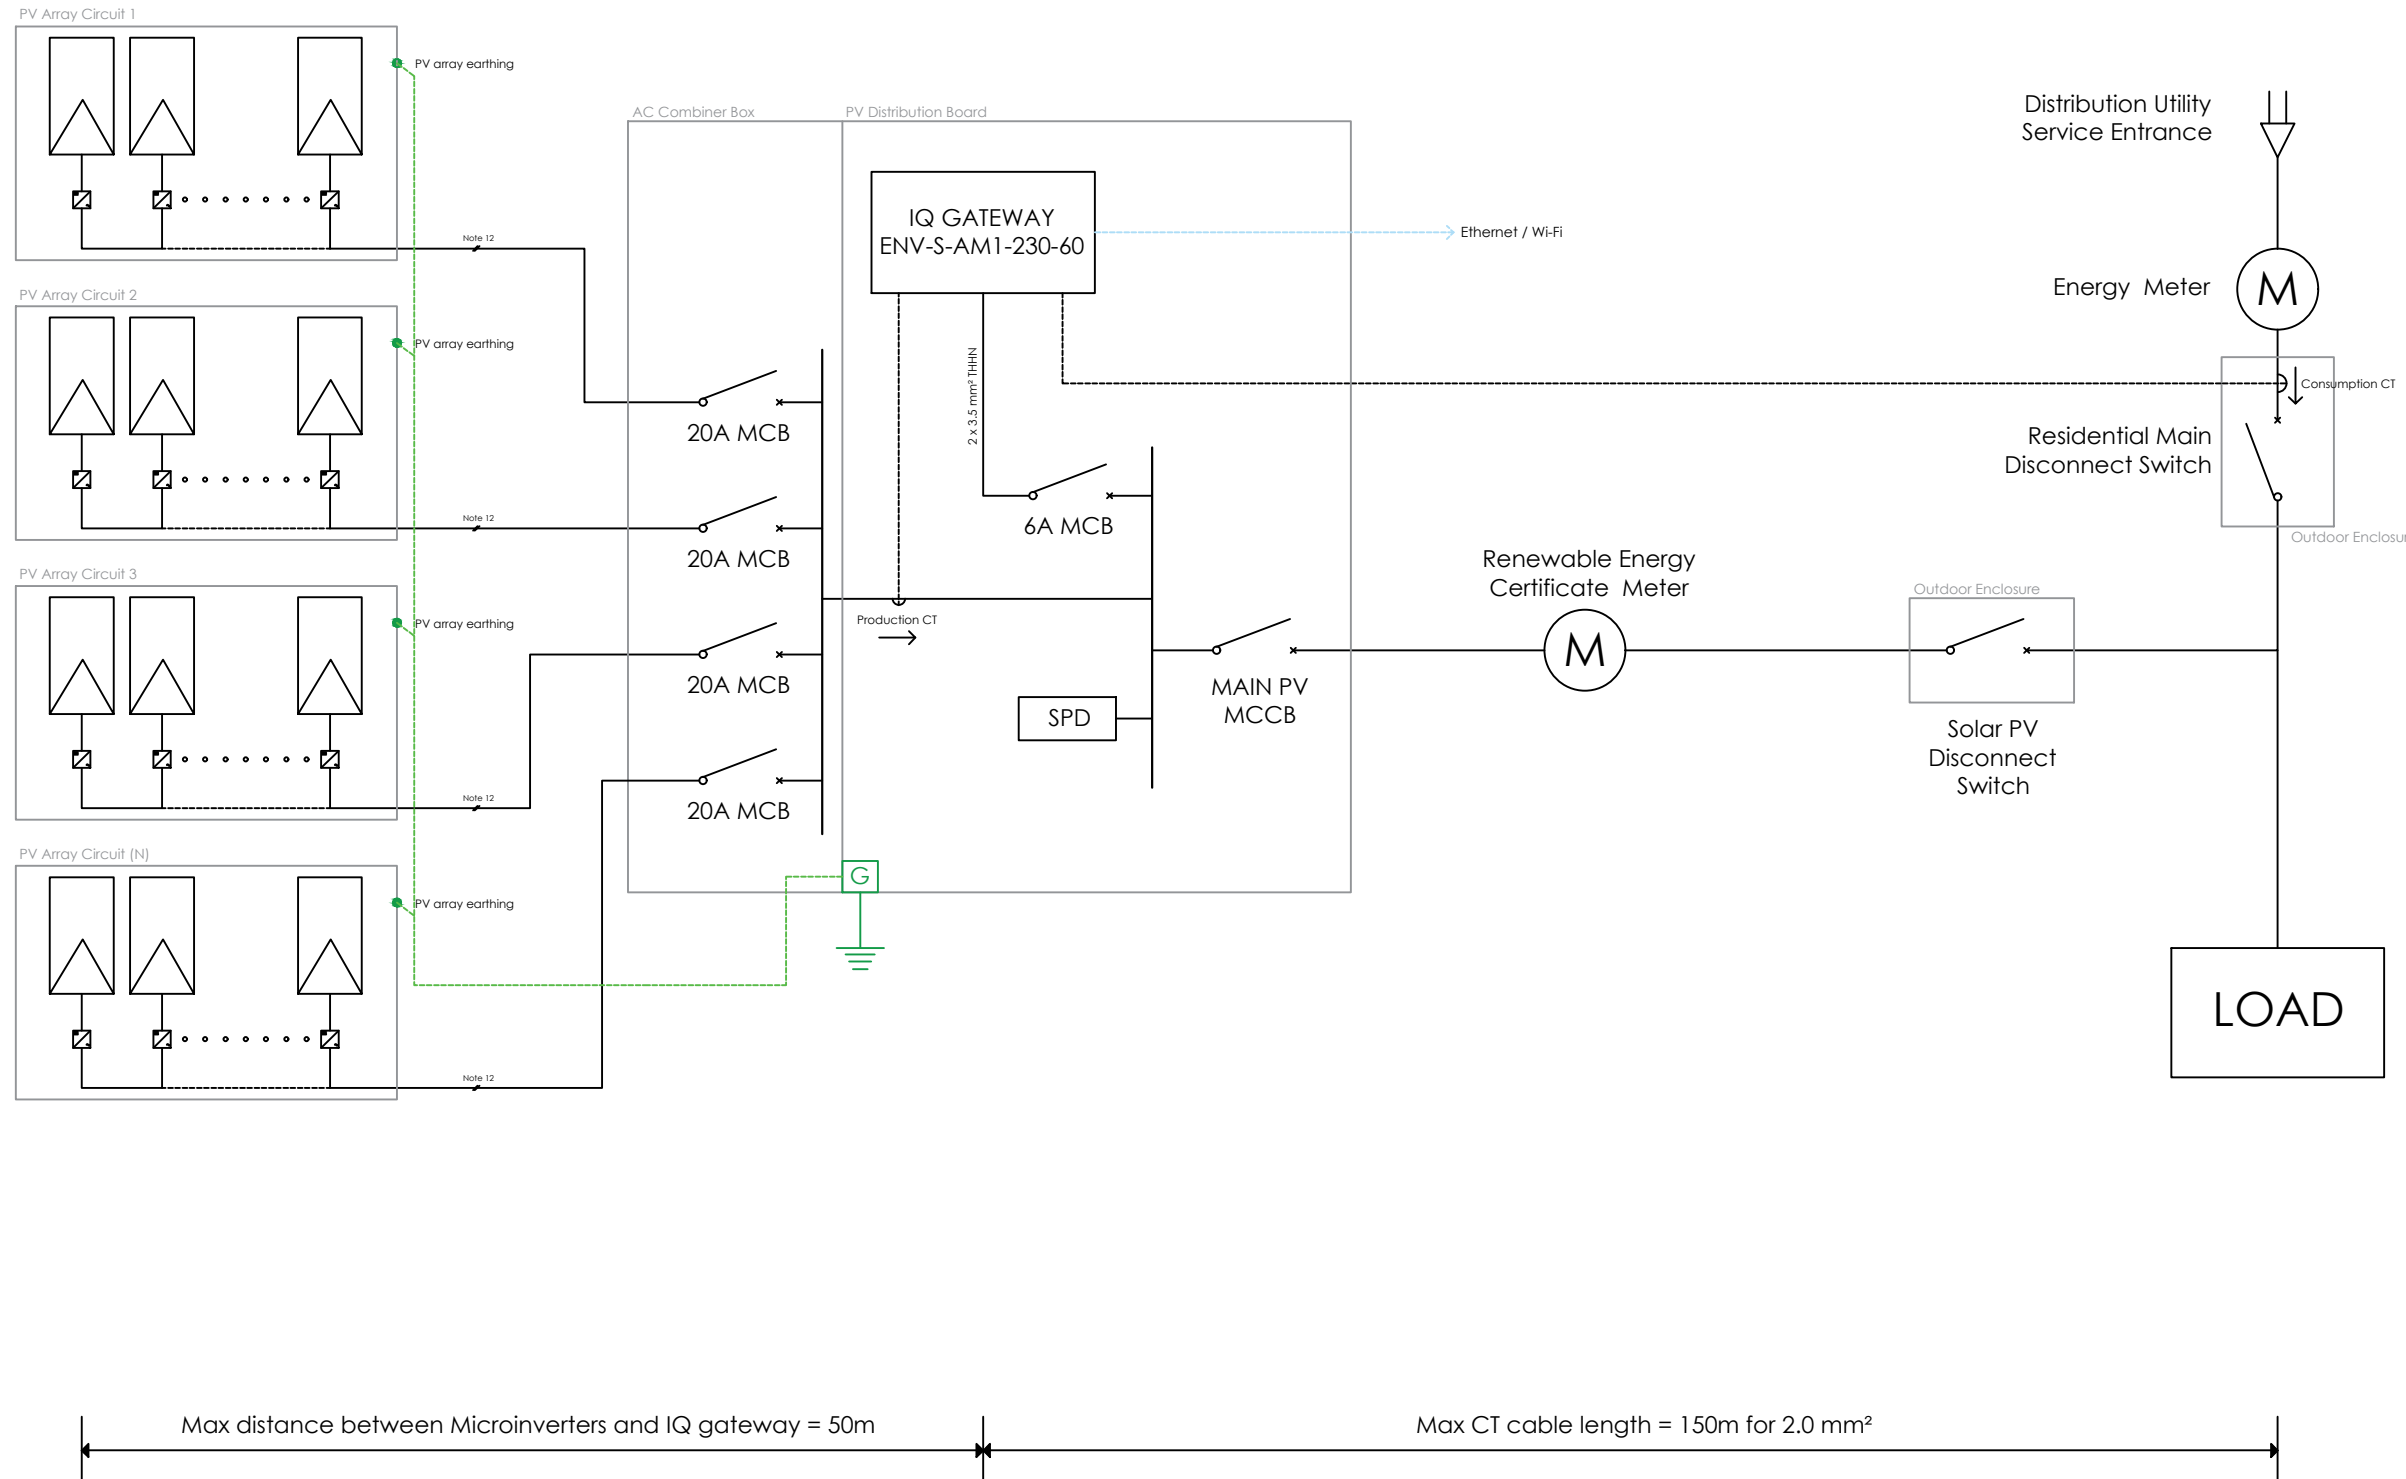 PV Array Circuit 1
PV array earthing
Note 12
PV Array Circuit 2
PV array earthing
Note 12
PV Array Circuit 3
PV array earthing
Note 12
PV Array Circuit (N)
PV array earthing
Note 12
AC Combiner Box
20A MCB
20A MCB
20A MCB
20A MCB
PV Distribution Board
IQ GATEWAY
ENV-S-AM1-230-60
Ethernet / Wi-Fi
2 x 3.5 mm² THHN
6A MCB
Production CT
SPD
MAIN PV
MCCB
G
Renewable Energy
Certificate Meter
M
Outdoor Enclosure
Solar PV
Disconnect
Switch
Distribution Utility
Service Entrance
Energy Meter
M
Consumption CT
Residential Main
Disconnect Switch
Outdoor Enclosur
LOAD
Max distance between Microinverters and IQ gateway = 50m
Max CT cable length = 150m for 2.0 mm²